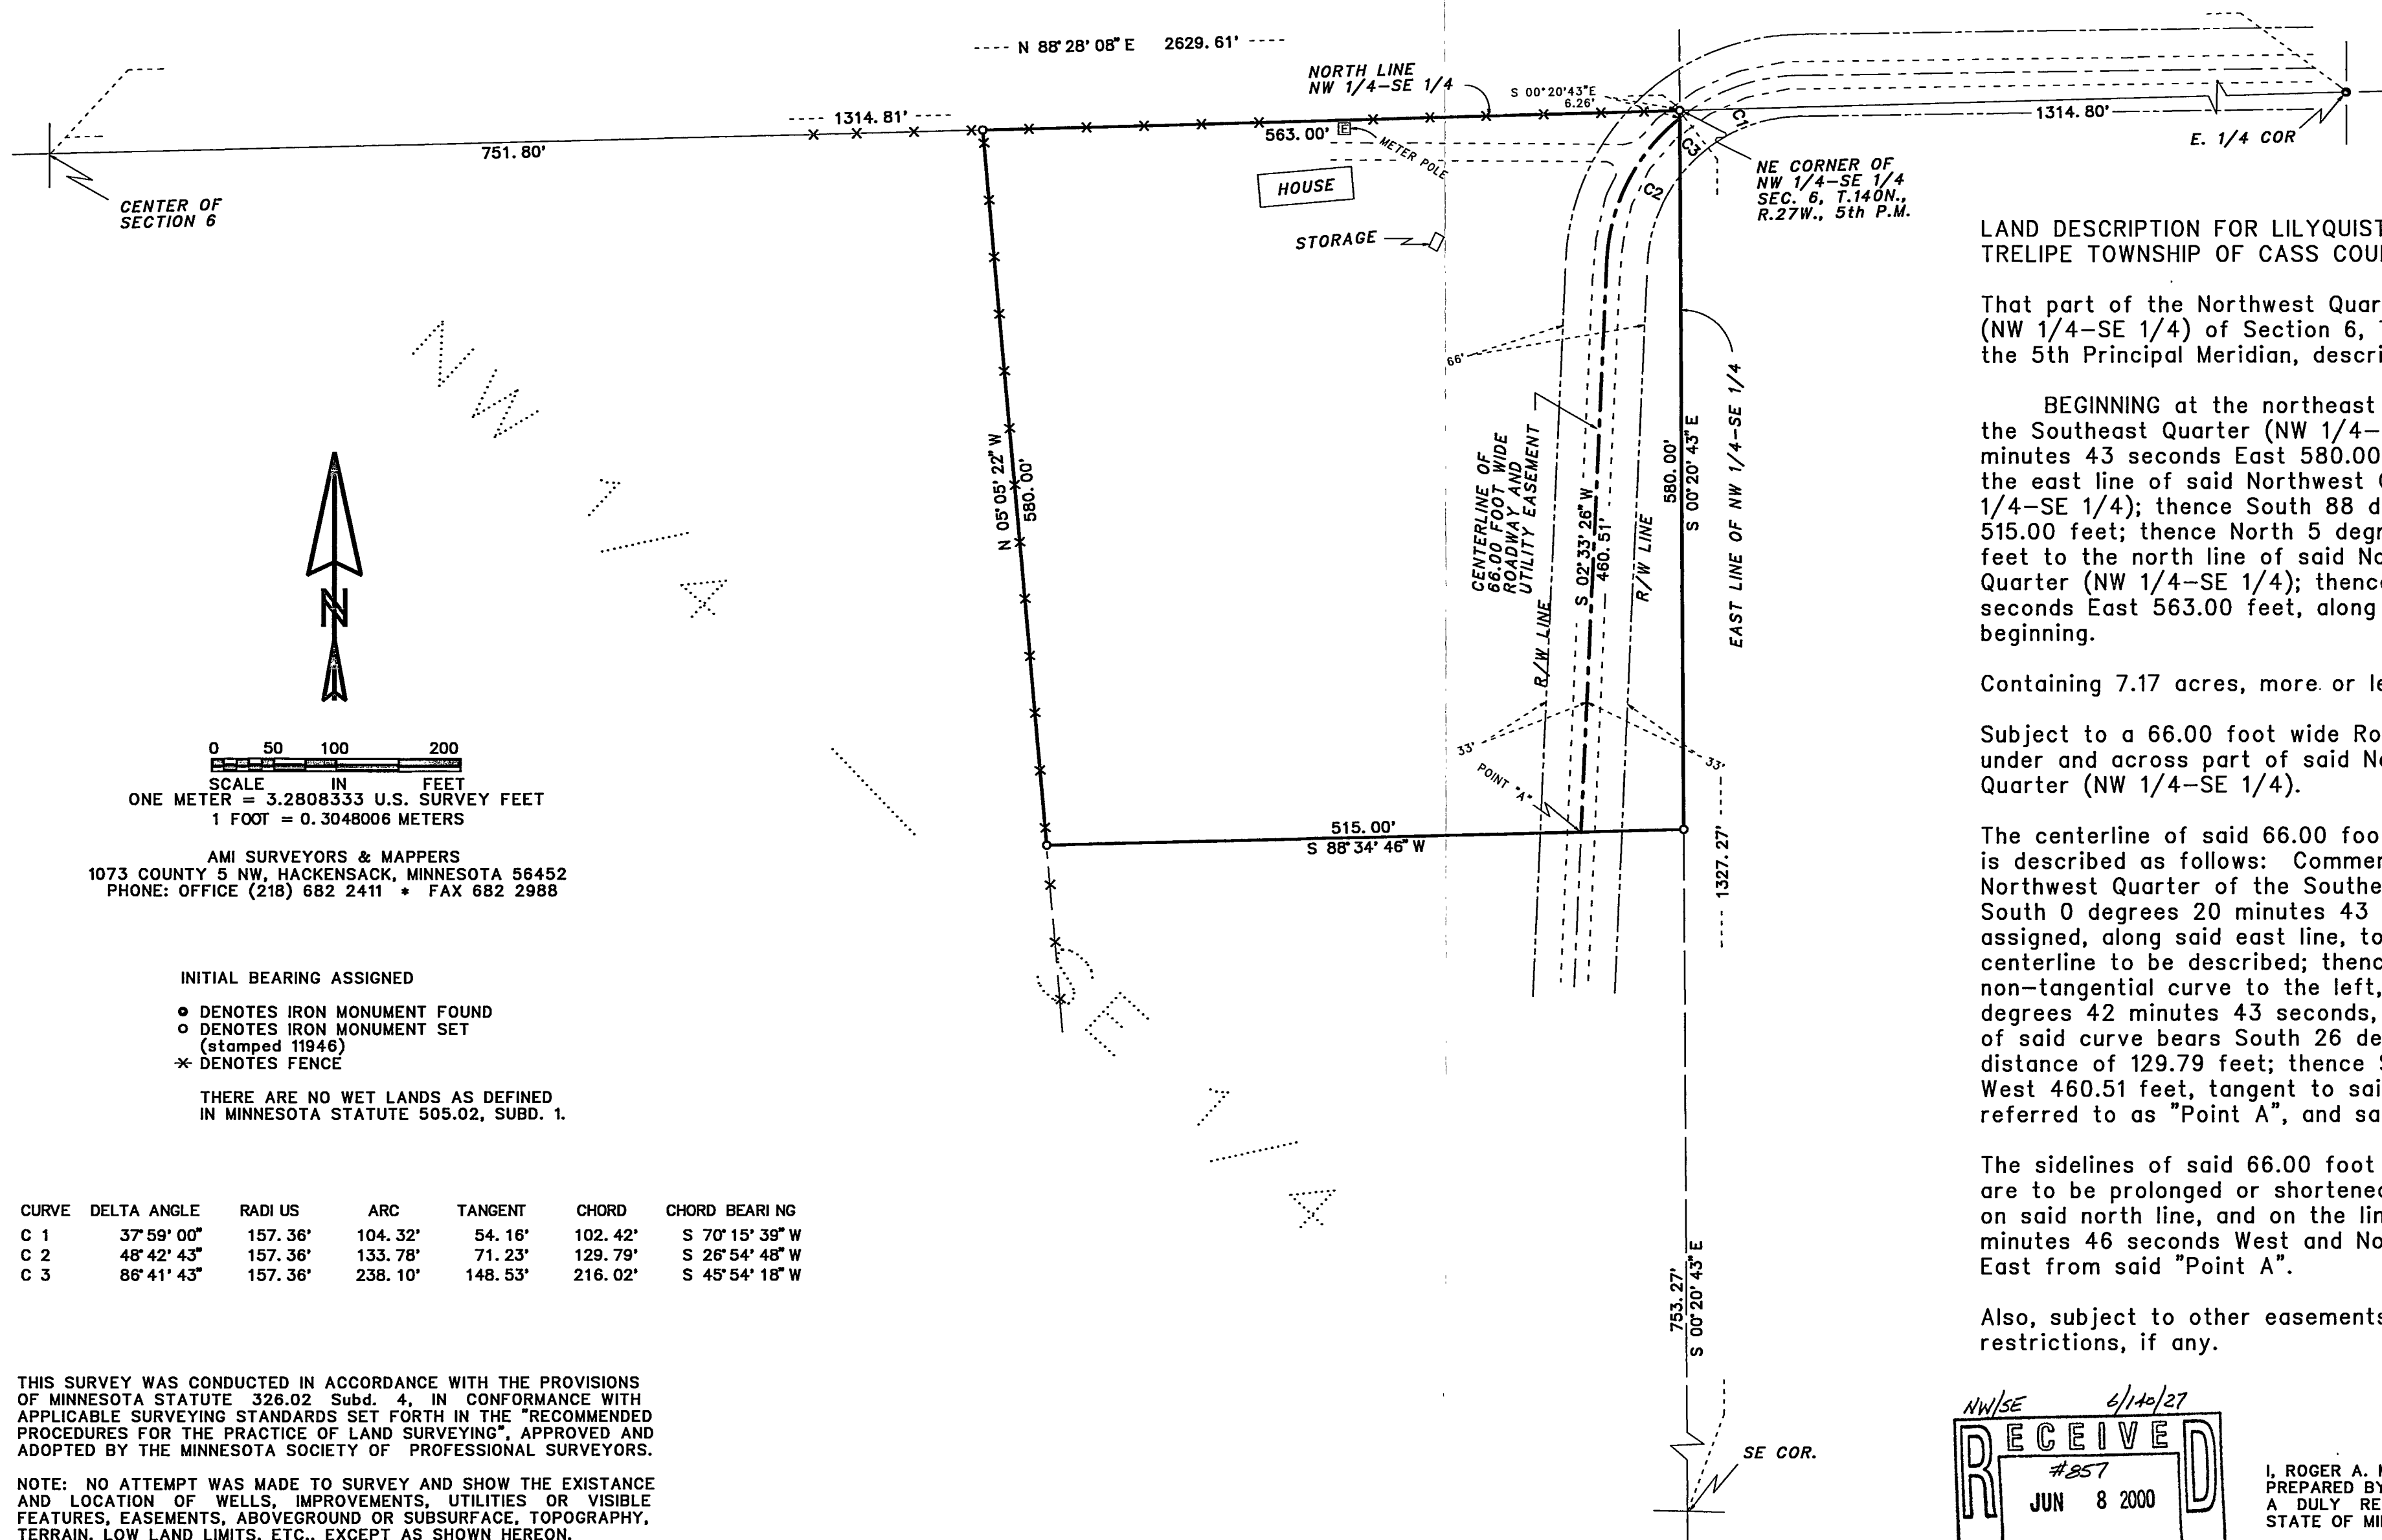 N 88° 28' 08" E 2629.61'
NORTH LINE
NW 1/4-SE 1/4
S 00°20'43"E
6.26'
1314.81'
563.00'
1314.80'
751.80'
E
METER POLE
C1
C3
C2
E. 1/4 COR
CENTER OF
SECTION 6
HOUSE
STORAGE
NE CORNER OF
NW 1/4-SE 1/4
SEC. 6, T.140N.,
R.27W., 5th P.M.
66'
N W 1/4
N 05° 05' 22" W
580.00'
CENTERLINE OF
66.00 FOOT WIDE
ROADWAY AND
UTILITY EASEMENT
R/W LINE
S 02° 33' 26" W
460.51'
R/W LINE
580.00'
S 00° 20' 43" E
EAST LINE OF NW 1/4-SE 1/4
33'
33'
POINT "A"
515.00'
S 88° 34' 46" W
1327.27'
S E 1/4
753.27'
S 00° 20' 43" E
SE COR.
N
0 50 100 200
SCALE IN FEET
ONE METER = 3.2808333 U.S. SURVEY FEET
1 FOOT = 0.3048006 METERS
AMI SURVEYORS & MAPPERS
1073 COUNTY 5 NW, HACKENSACK, MINNESOTA 56452
PHONE: OFFICE (218) 682 2411 * FAX 682 2988
INITIAL BEARING ASSIGNED
DENOTES IRON MONUMENT FOUND
DENOTES IRON MONUMENT SET
(stamped 11946)
DENOTES FENCE
THERE ARE NO WET LANDS AS DEFINED
IN MINNESOTA STATUTE 505.02, SUBD. 1.
CURVE DELTA ANGLE RADIUS ARC TANGENT CHORD CHORD BEARING
C 1 37° 59' 00" 157.36' 104.32' 54.16' 102.42' S 70° 15' 39" W
C 2 48° 42' 43" 157.36' 133.78' 71.23' 129.79' S 26° 54' 48" W
C 3 86° 41' 43" 157.36' 238.10' 148.53' 216.02' S 45° 54' 18" W
THIS SURVEY WAS CONDUCTED IN ACCORDANCE WITH THE PROVISIONS
OF MINNESOTA STATUTE 326.02 Subd. 4, IN CONFORMANCE WITH
APPLICABLE SURVEYING STANDARDS SET FORTH IN THE "RECOMMENDED
PROCEDURES FOR THE PRACTICE OF LAND SURVEYING", APPROVED AND
ADOPTED BY THE MINNESOTA SOCIETY OF PROFESSIONAL SURVEYORS.
NOTE: NO ATTEMPT WAS MADE TO SURVEY AND SHOW THE EXISTANCE
AND LOCATION OF WELLS, IMPROVEMENTS, UTILITIES OR VISIBLE
FEATURES, EASEMENTS, ABOVEGROUND OR SUBSURFACE, TOPOGRAPHY,
TERRAIN, LOW LAND LIMITS, ETC., EXCEPT AS SHOWN HEREON.
LAND DESCRIPTION FOR LILYQUIST
TRELIPE TOWNSHIP OF CASS COU
That part of the Northwest Quar
(NW 1/4-SE 1/4) of Section 6,
the 5th Principal Meridian, descri
BEGINNING at the northeast
the Southeast Quarter (NW 1/4-
minutes 43 seconds East 580.00
the east line of said Northwest
1/4-SE 1/4); thence South 88 d
515.00 feet; thence North 5 degr
feet to the north line of said No
Quarter (NW 1/4-SE 1/4); thence
seconds East 563.00 feet, along
beginning.
Containing 7.17 acres, more or le
Subject to a 66.00 foot wide Ro
under and across part of said No
Quarter (NW 1/4-SE 1/4).
The centerline of said 66.00 foo
is described as follows: Commen
Northwest Quarter of the Southe
South 0 degrees 20 minutes 43
assigned, along said east line, to
centerline to be described; thenc
non-tangential curve to the left,
degrees 42 minutes 43 seconds,
of said curve bears South 26 de
distance of 129.79 feet; thence S
West 460.51 feet, tangent to sai
referred to as "Point A", and sa
The sidelines of said 66.00 foot
are to be prolonged or shortened
on said north line, and on the lin
minutes 46 seconds West and No
East from said "Point A".
Also, subject to other easements
restrictions, if any.
NW/SE 6/140/27
RECEIVED
#857
JUN 8 2000
I, ROGER A.
PREPARED BY
A DULY RE
STATE OF MI